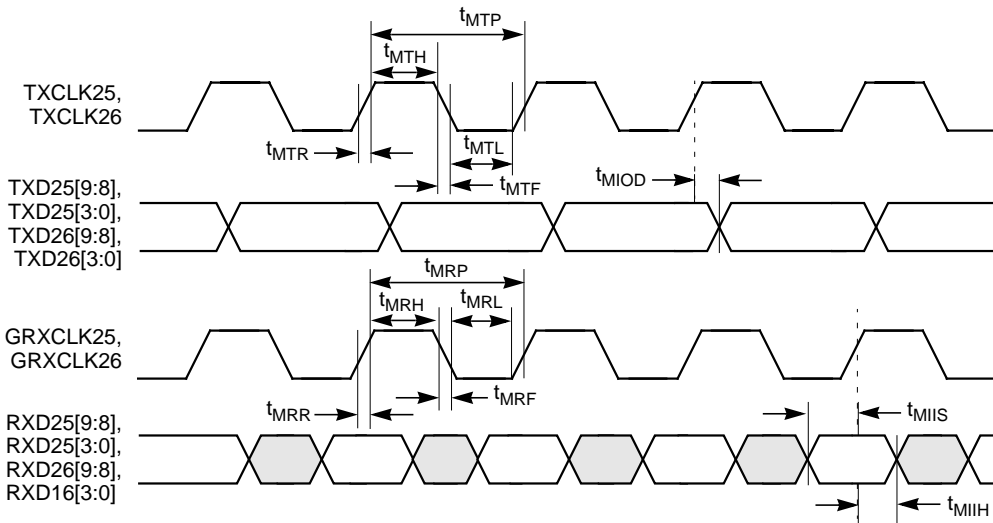 tMTP
tMTH
TXCLK25,
TXCLK26
tMTR
tMTL
tMTF
tMIOD
TXD25[9:8],
TXD25[3:0],
TXD26[9:8],
TXD26[3:0]
tMRP
tMRH
tMRL
GRXCLK25,
GRXCLK26
tMRR
tMRF
tMIIS
RXD25[9:8],
RXD25[3:0],
RXD26[9:8],
RXD16[3:0]
tMIIH